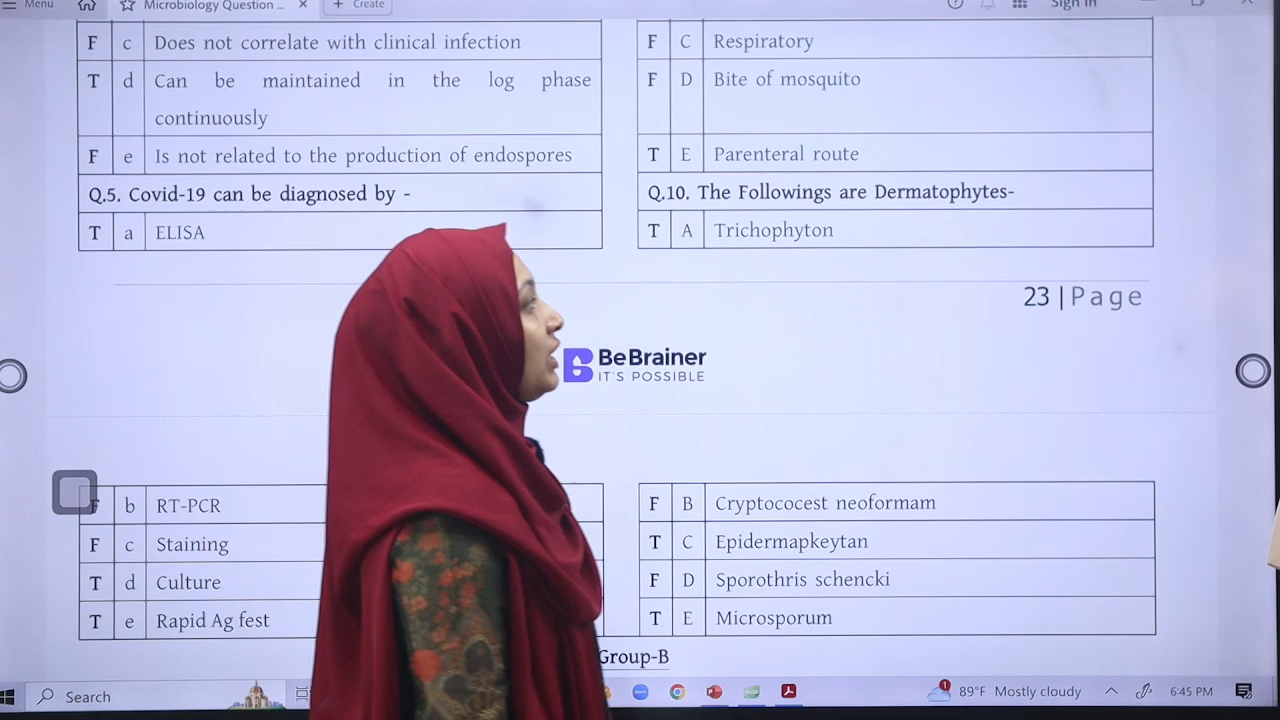 Menu
Microbiology Question ...
+ Create
Sign in
F c Does not correlate with clinical infection
T d Can be maintained in the log phase
continuously
F e Is not related to the production of endospores
Q.5. Covid-19 can be diagnosed by -
T a ELISA
F C Respiratory
F D Bite of mosquito
T E Parenteral route
Q.10. The Followings are Dermatophytes-
T A Trichophyton
23 | Page
BeBrainer
IT'S POSSIBLE
F b RT-PCR
F c Staining
T d Culture
T e Rapid Ag fest
F B Cryptococest neoformam
T C Epidermapkeytan
F D Sporothris schencki
T E Microsporum
Group-B
Search
1
89°F Mostly cloudy
6:45 PM